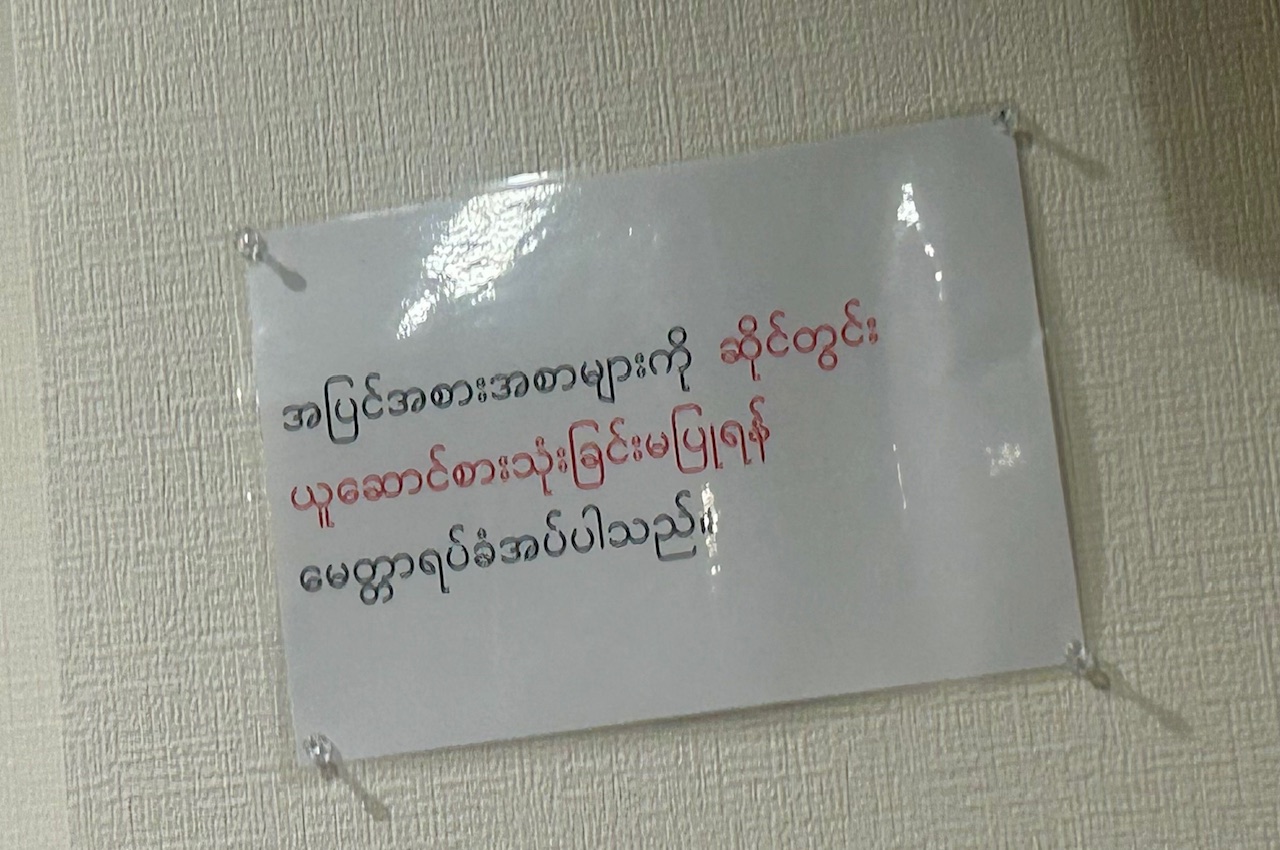 အပြင်အစားအစာများကို ဆိုင်တွင်း
ယူဆောင်စားသုံးခြင်းမပြုရန်
မေတ္တာရပ်ခံအပ်ပါသည်။